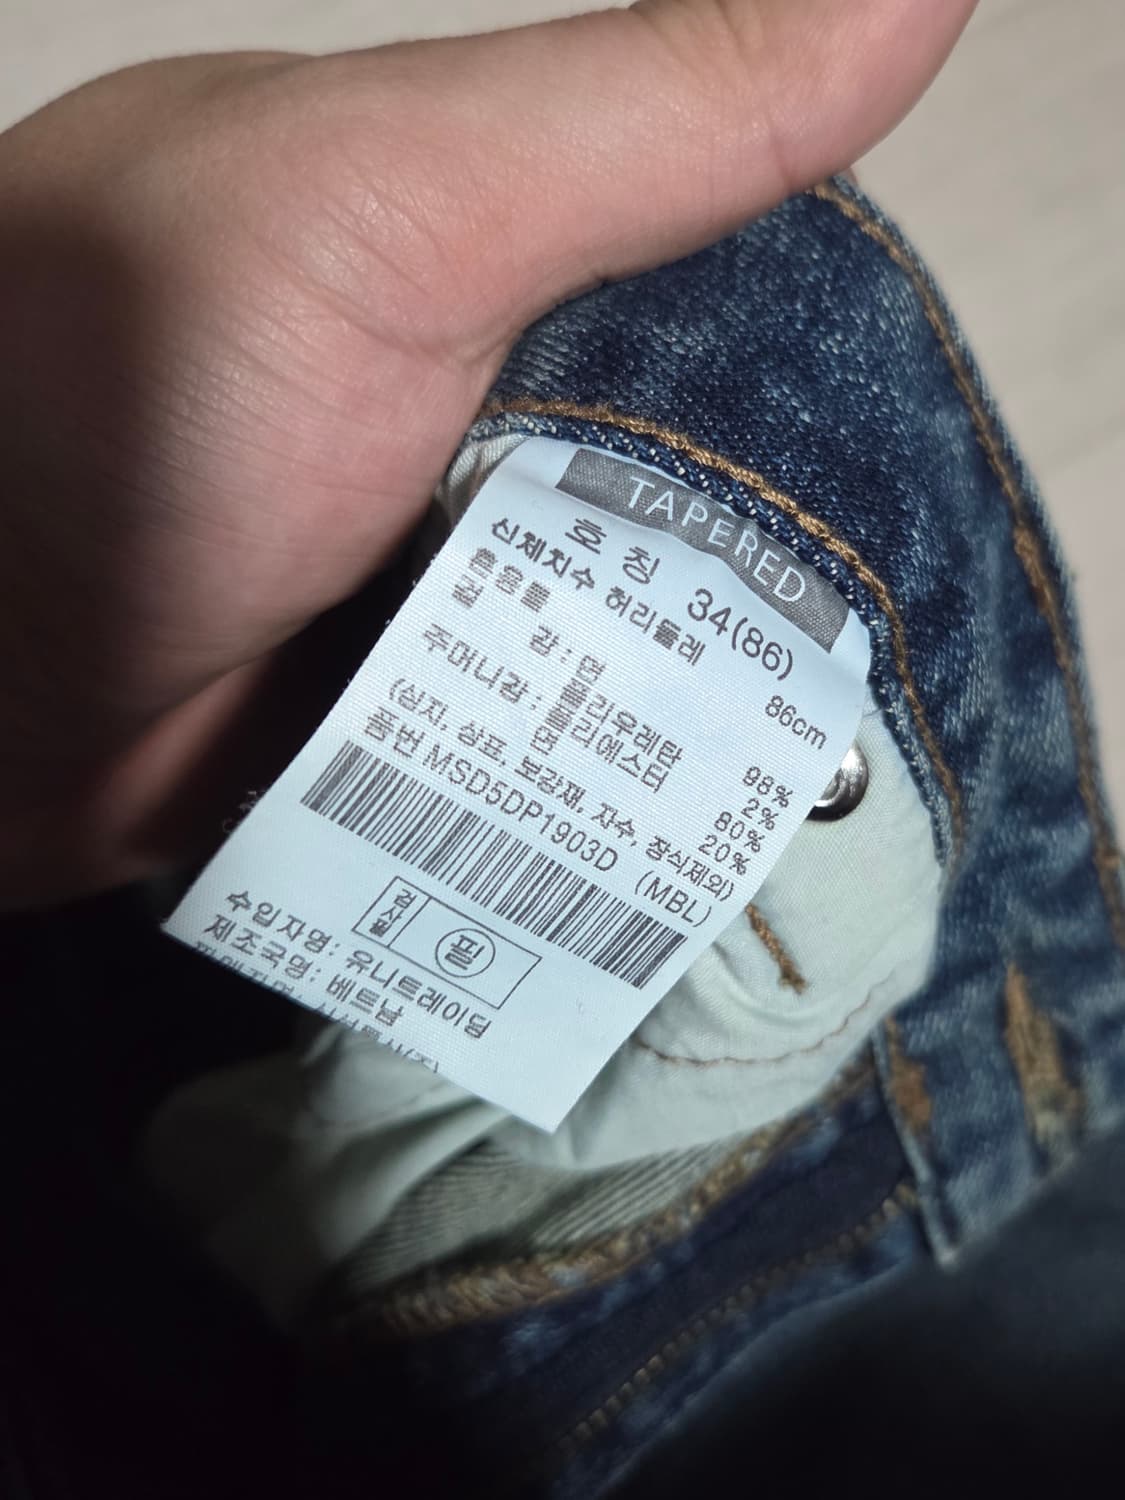 TAPERED
호 칭 34(86)
신체치수 허리둘레 86cm
혼용률
겉 감 : 면 98%
폴리우레탄 2%
주머니감 : 폴리에스터 80%
면 20%
(심지, 상표, 보강재, 자수, 장식제외)
품번 MSD5DP1903D (MBL)
검사필 필
수입자명: 유니트레이딩
제조국명: 베트남